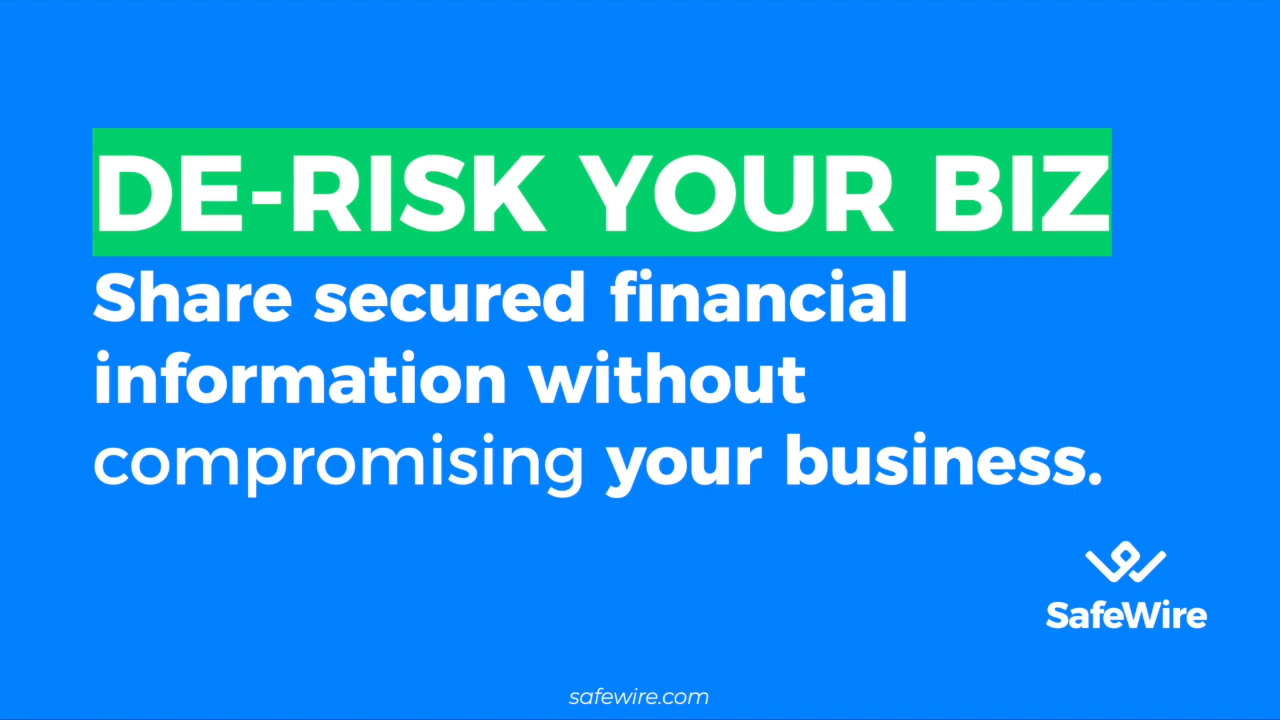 DE-RISK YOUR BIZ
Share secured financial
information without
compromising your business.
SafeWire
safewire.com